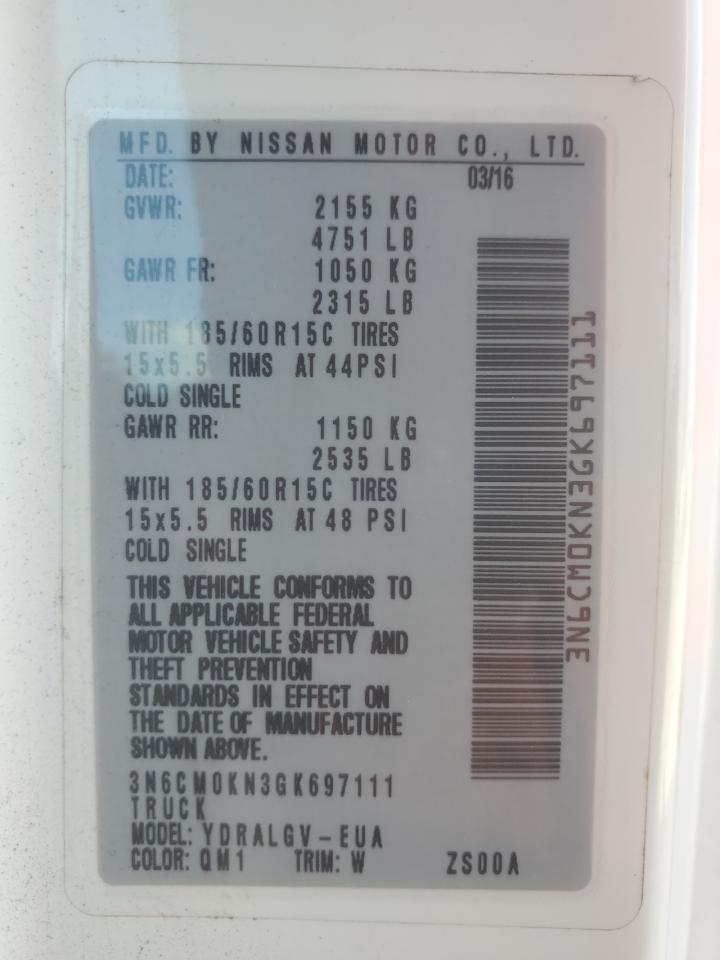 MFD. BY NISSAN MOTOR CO., LTD.
DATE: 03/16
GVWR: 2155 KG
4751 LB
GAWR FR: 1050 KG
2315 LB
WITH 185/60R15C TIRES
15x5.5 RIMS AT 44PSI
COLD SINGLE
GAWR RR: 1150 KG
2535 LB
WITH 185/60R15C TIRES
15x5.5 RIMS AT 48 PSI
COLD SINGLE
THIS VEHICLE CONFORMS TO
ALL APPLICABLE FEDERAL
MOTOR VEHICLE SAFETY AND
THEFT PREVENTION
STANDARDS IN EFFECT ON
THE DATE OF MANUFACTURE
SHOWN ABOVE.
3N6CM0KN3GK697111
TRUCK
MODEL: YDRALGV-EUA
COLOR: QM1 TRIM: W ZS00A
3N6CM0KN3GK697111